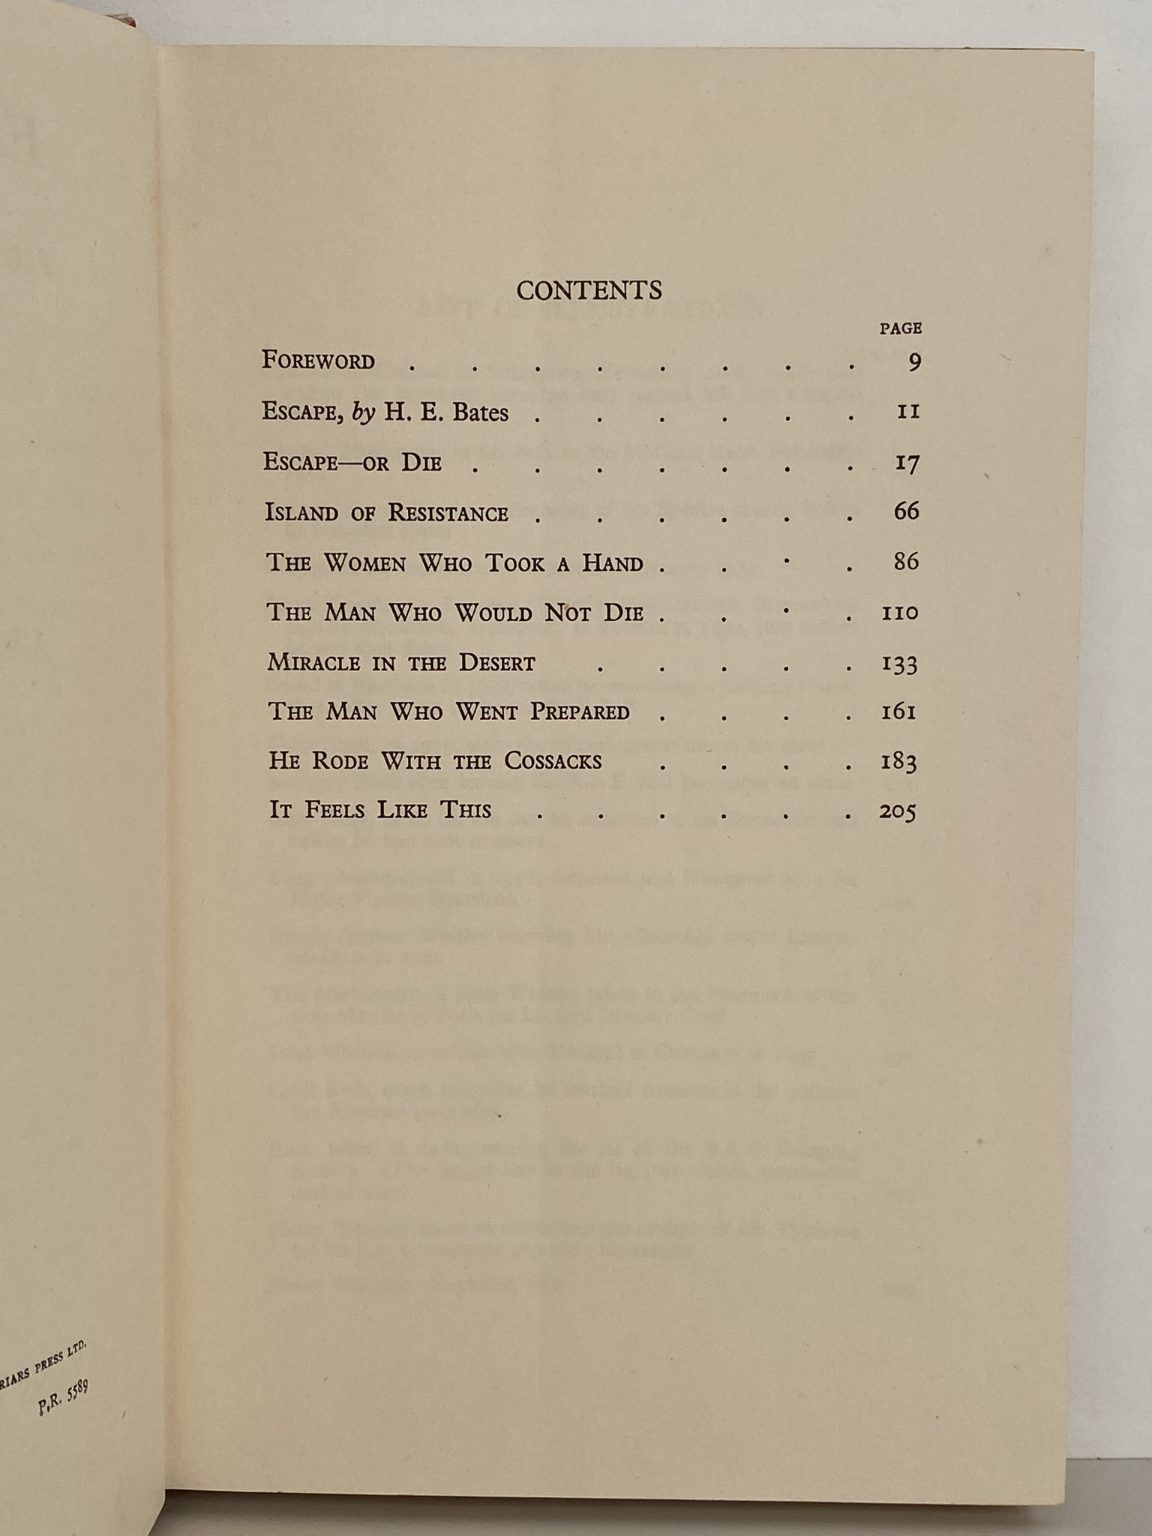 CONTENTS
PAGE
FOREWORD . . . . . . . . 9
ESCAPE, by H. E. Bates . . . . . . 11
ESCAPE—OR DIE . . . . . . . 17
ISLAND OF RESISTANCE . . . . . . 66
THE WOMEN WHO TOOK A HAND . . . . 86
THE MAN WHO WOULD NOT DIE . . . . 110
MIRACLE IN THE DESERT . . . . . 133
THE MAN WHO WENT PREPARED . . . . 161
HE RODE WITH THE COSSACKS . . . . 183
IT FEELS LIKE THIS . . . . . . 205
PRESS LTD.
P.R. 5589